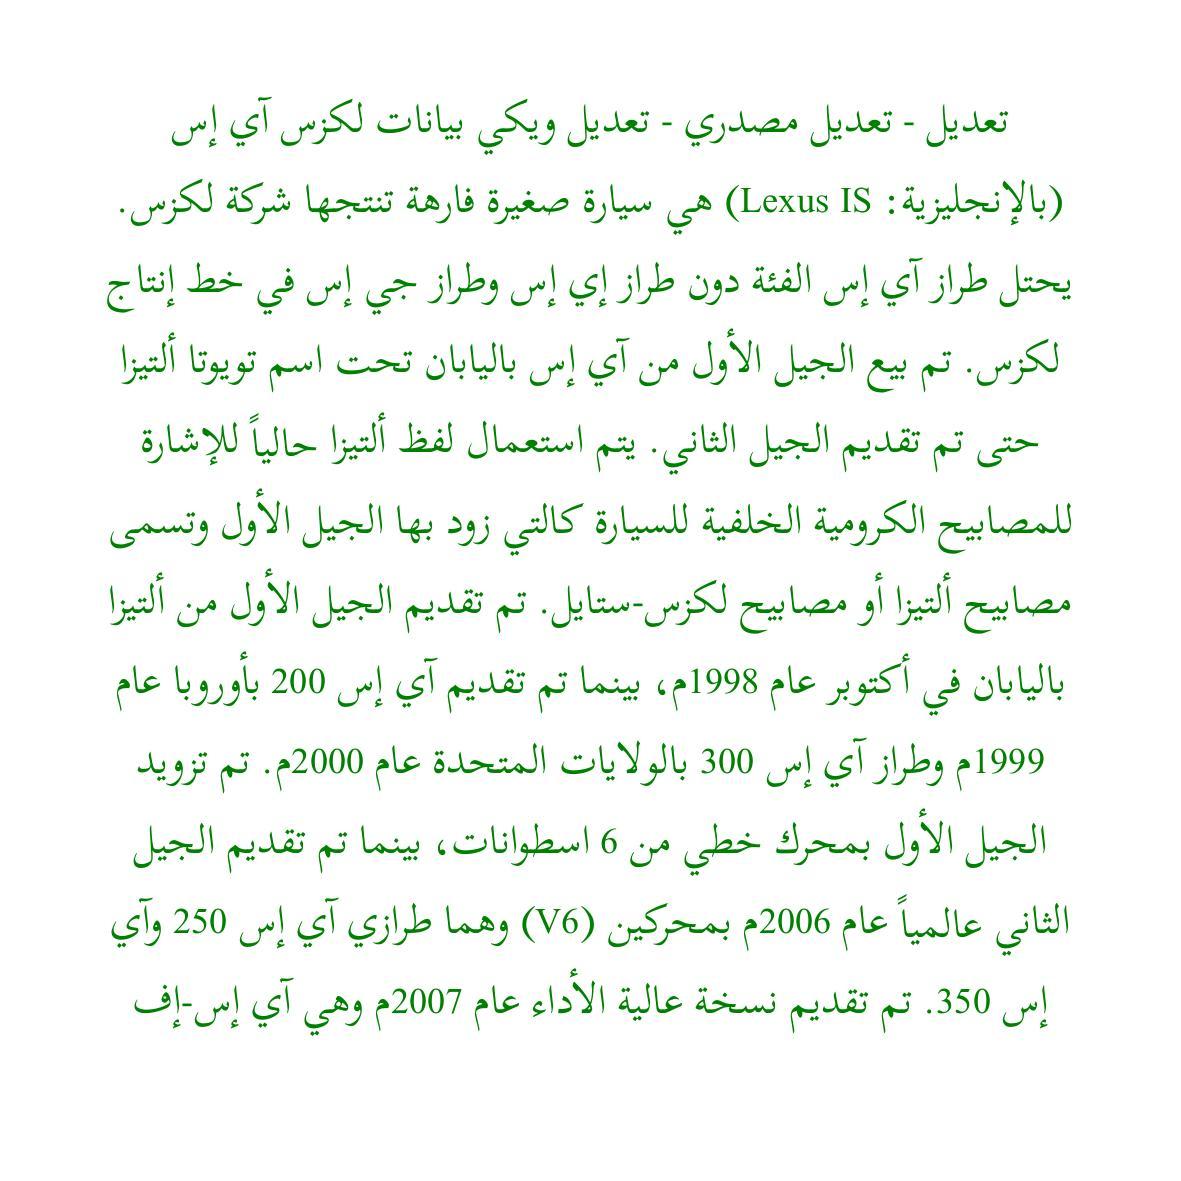 تعديل - تعديل مصدري - تعديل ويكي بيانات لكزس آي إس
(بالإنجليزية: Lexus IS) هي سيارة صغيرة فارهة تنتجها شركة لكزس.
يحتل طراز آي إس الفئة دون طراز إي إس وطراز جي إس في خط إنتاج
لكزس. تم بيع الجيل الأول من آي إس باليابان تحت اسم تويوتا ألتيزا
حتى تم تقديم الجيل الثاني. يتم استعمال لفظ ألتيزا حالياً للإشارة
للمصابيح الكرومية الخلفية للسيارة كالتي زود بها الجيل الأول وتسمى
مصابيح ألتيزا أو مصابيح لكزس-ستايل. تم تقديم الجيل الأول من ألتيزا
باليابان في أكتوبر عام 1998م، بينما تم تقديم آي إس 200 بأوروبا عام
1999م وطراز آي إس 300 بالولايات المتحدة عام 2000م. تم تزويد
الجيل الأول بمحرك خطي من 6 اسطوانات، بينما تم تقديم الجيل
الثاني عالمياً عام 2006م بمحركين (V6) وهما طرازي آي إس 250 وآي
إس 350. تم تقديم نسخة عالية الأداء عام 2007م وهي آي إس-إف